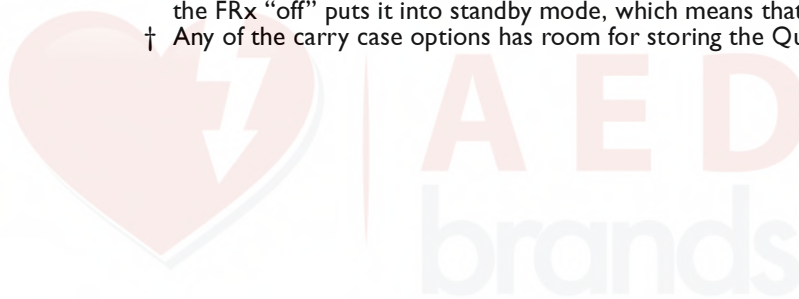 the FRx “off” puts it into standby mode, which means that
† Any of the carry case options has room for storing the Qu
AED
brands